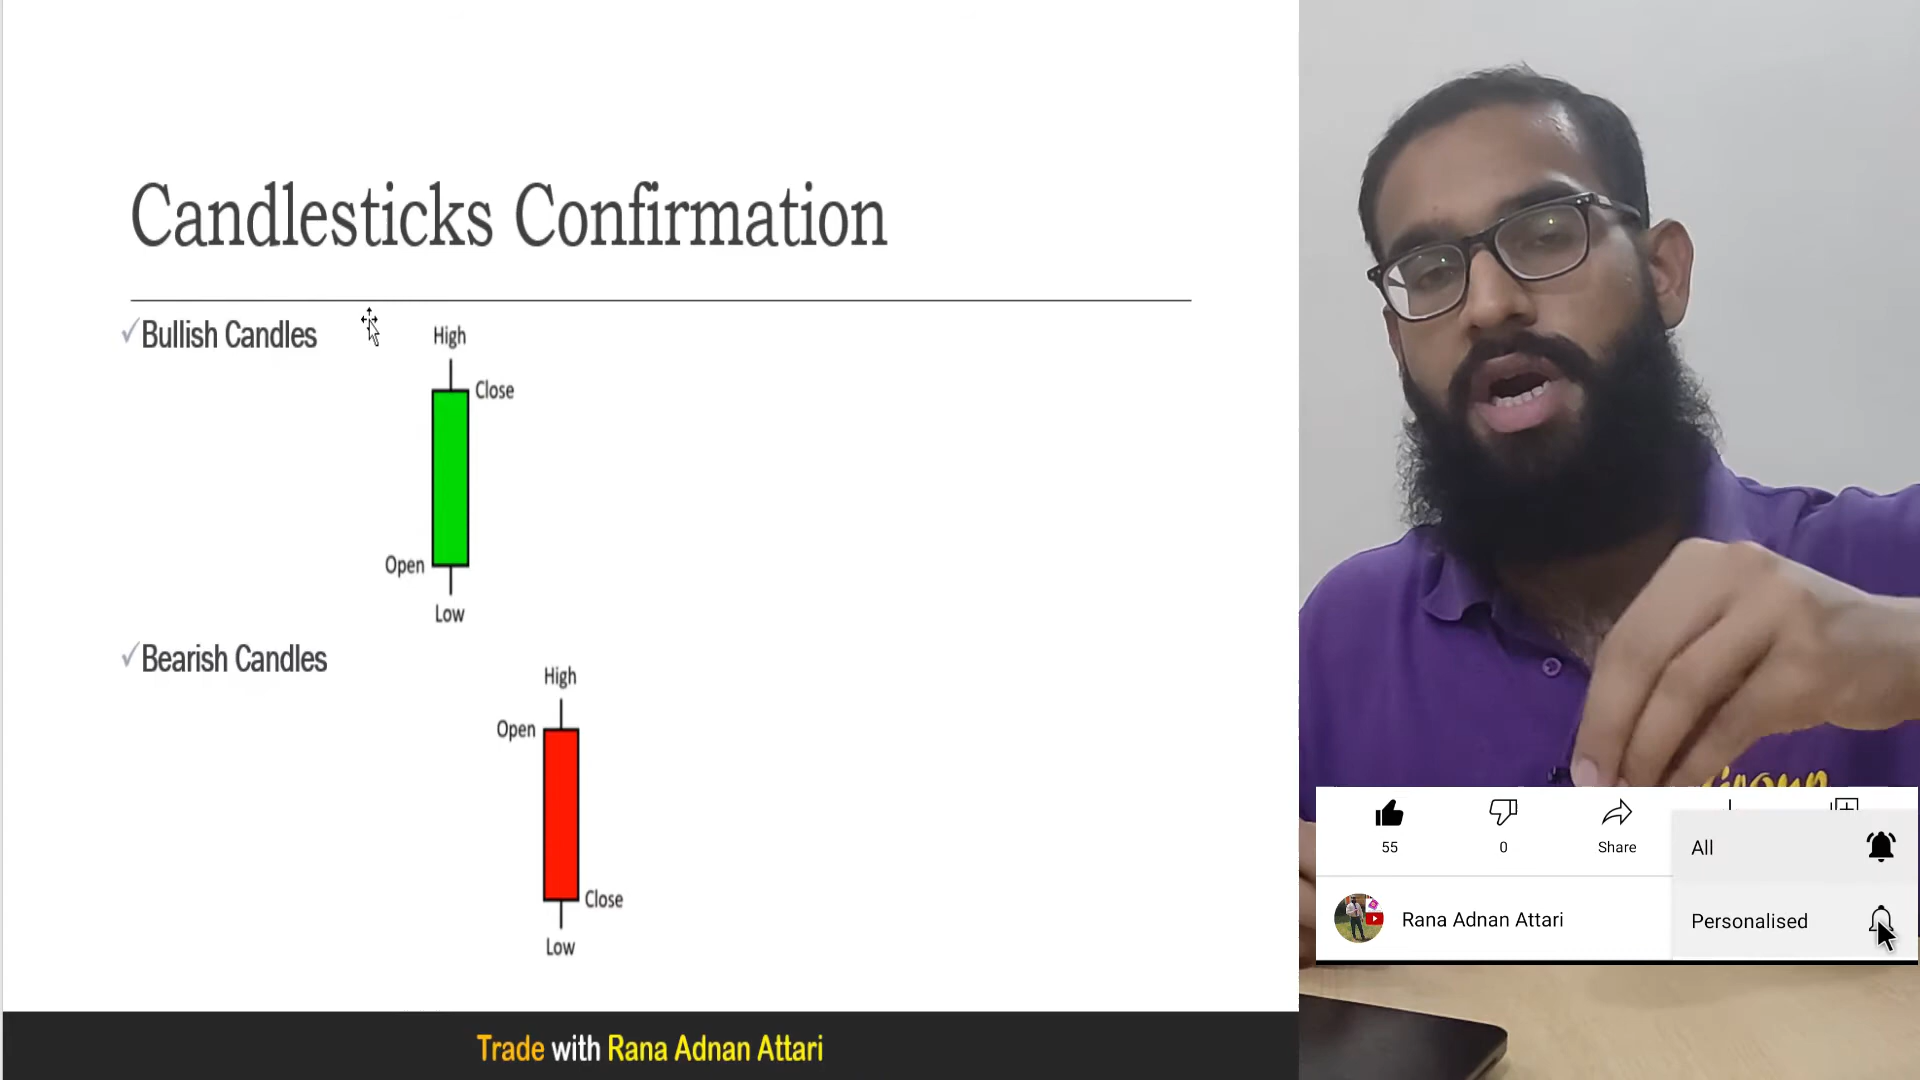 Candlesticks Confirmation
Bullish Candles
High
Close
Open
Low
Bearish Candles
High
Open
Close
Low
Trade with Rana Adnan Attari
55
0
Share
All
Rana Adnan Attari
Personalised